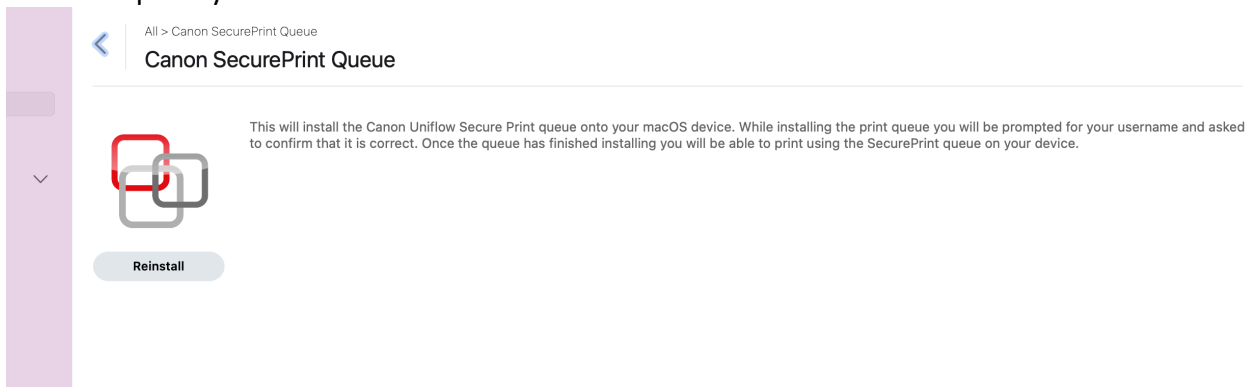 All > Canon SecurePrint Queue
Canon SecurePrint Queue
This will install the Canon Uniflow Secure Print queue onto your macOS device. While installing the print queue you will be prompted for your username and asked
to confirm that it is correct. Once the queue has finished installing you will be able to print using the SecurePrint queue on your device.
Reinstall